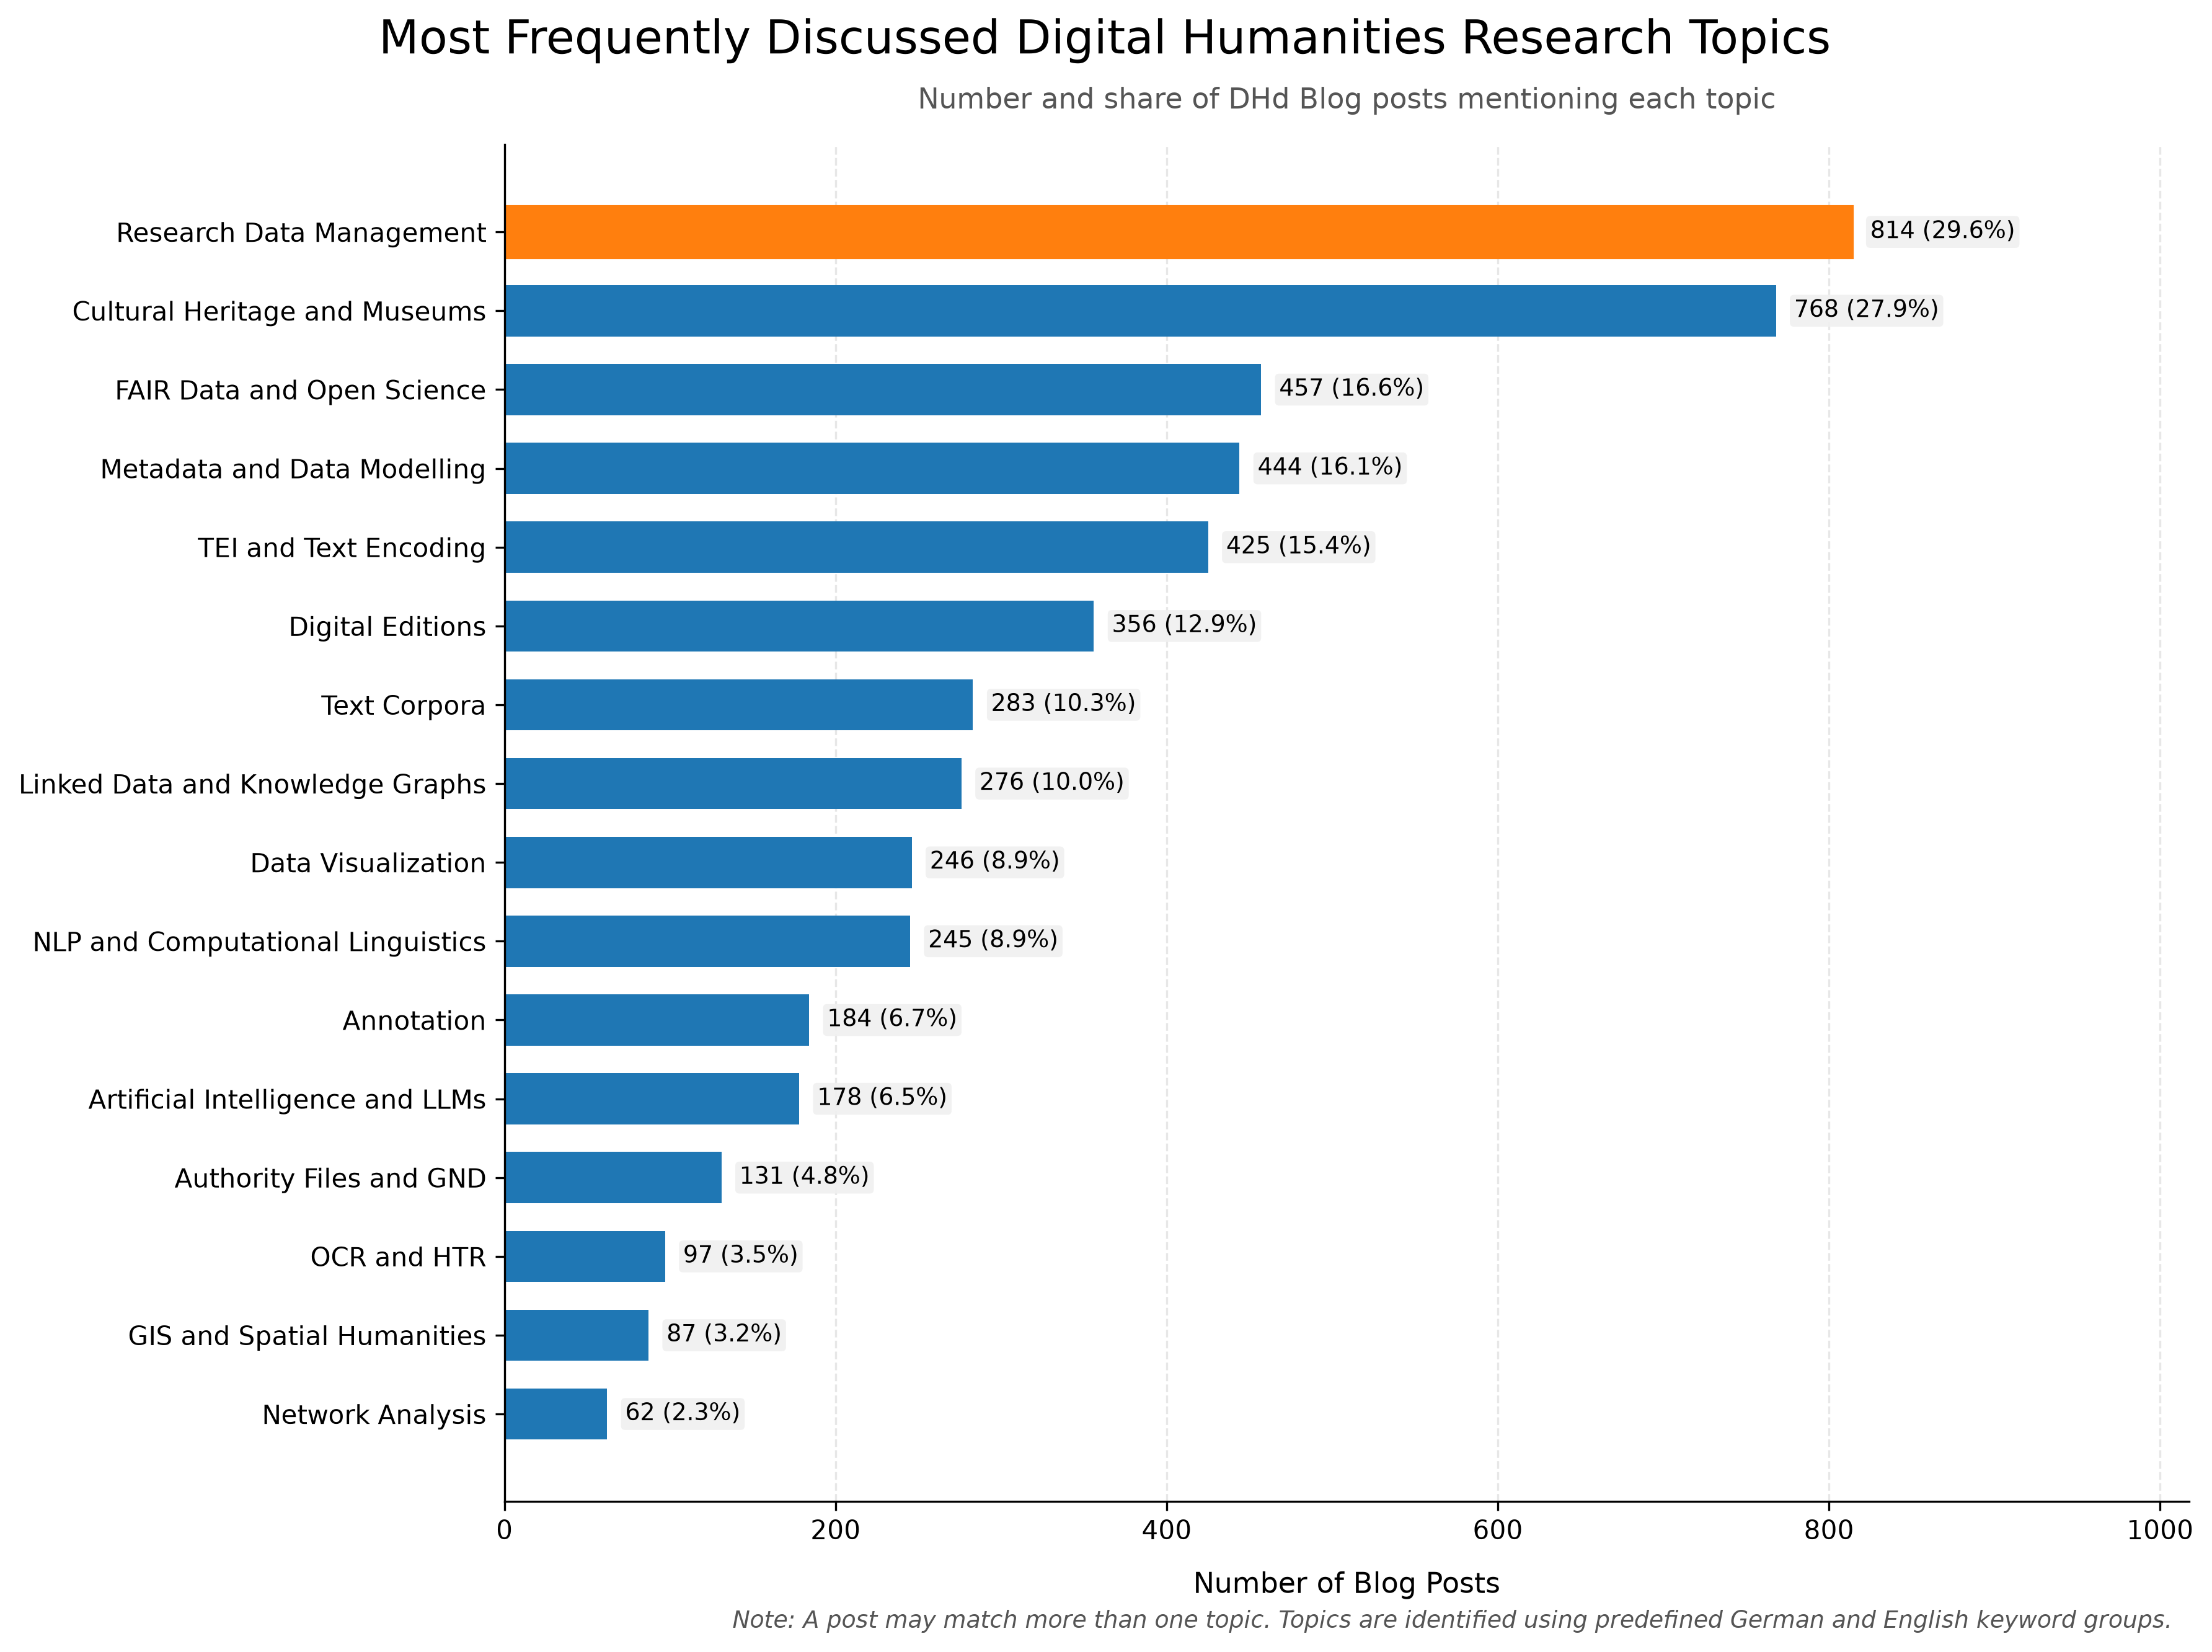 Most Frequently Discussed Digital Humanities Research Topics
Number and share of DHd Blog posts mentioning each topic
Research Data Management 814 (29.6%)
Cultural Heritage and Museums 768 (27.9%)
FAIR Data and Open Science 457 (16.6%)
Metadata and Data Modelling 444 (16.1%)
TEI and Text Encoding 425 (15.4%)
Digital Editions 356 (12.9%)
Text Corpora 283 (10.3%)
Linked Data and Knowledge Graphs 276 (10.0%)
Data Visualization 246 (8.9%)
NLP and Computational Linguistics 245 (8.9%)
Annotation 184 (6.7%)
Artificial Intelligence and LLMs 178 (6.5%)
Authority Files and GND 131 (4.8%)
OCR and HTR 97 (3.5%)
GIS and Spatial Humanities 87 (3.2%)
Network Analysis 62 (2.3%)
0 200 400 600 800 1000
Number of Blog Posts
Note: A post may match more than one topic. Topics are identified using predefined German and English keyword groups.